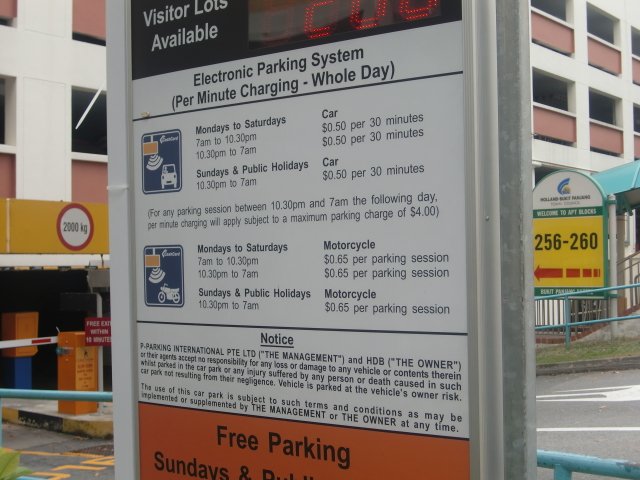 Visitor Lots
Available
Electronic Parking System
(Per Minute Charging - Whole Day)
Mondays to Saturdays Car
7am to 10.30pm $0.50 per 30 minutes
10.30pm to 7am $0.50 per 30 minutes
Sundays & Public Holidays Car
10.30pm to 7am $0.50 per 30 minutes
(For any parking session between 10.30pm and 7am the following day,
per minute charging will apply subject to a maximum parking charge of $4.00)
Mondays to Saturdays Motorcycle
7am to 10.30pm $0.65 per parking session
10.30pm to 7am $0.65 per parking session
Sundays & Public Holidays Motorcycle
10.30pm to 7am $0.65 per parking session
Notice
P-PARKING INTERNATIONAL PTE LTD ("THE MANAGEMENT") and HDB ("THE OWNER")
or their agents accept no responsibility for any loss or damage to any vehicle or contents therein
whilst parked in the car park or any injury suffered by any person or death caused in such
car park not resulting from their negligence. Vehicle is parked at the vehicle's owner risk.
The use of this car park is subject to such terms and conditions as may be
implemented or supplemented by THE MANAGEMENT or THE OWNER at any time.
Free Parking
Sundays &
2000 kg
FREE EXIT
WITHIN
10 MINUTES
HOLLAND-BUKIT PANJANG
TOWN COUNCIL
WELCOME TO APT BLOCKS
256-260